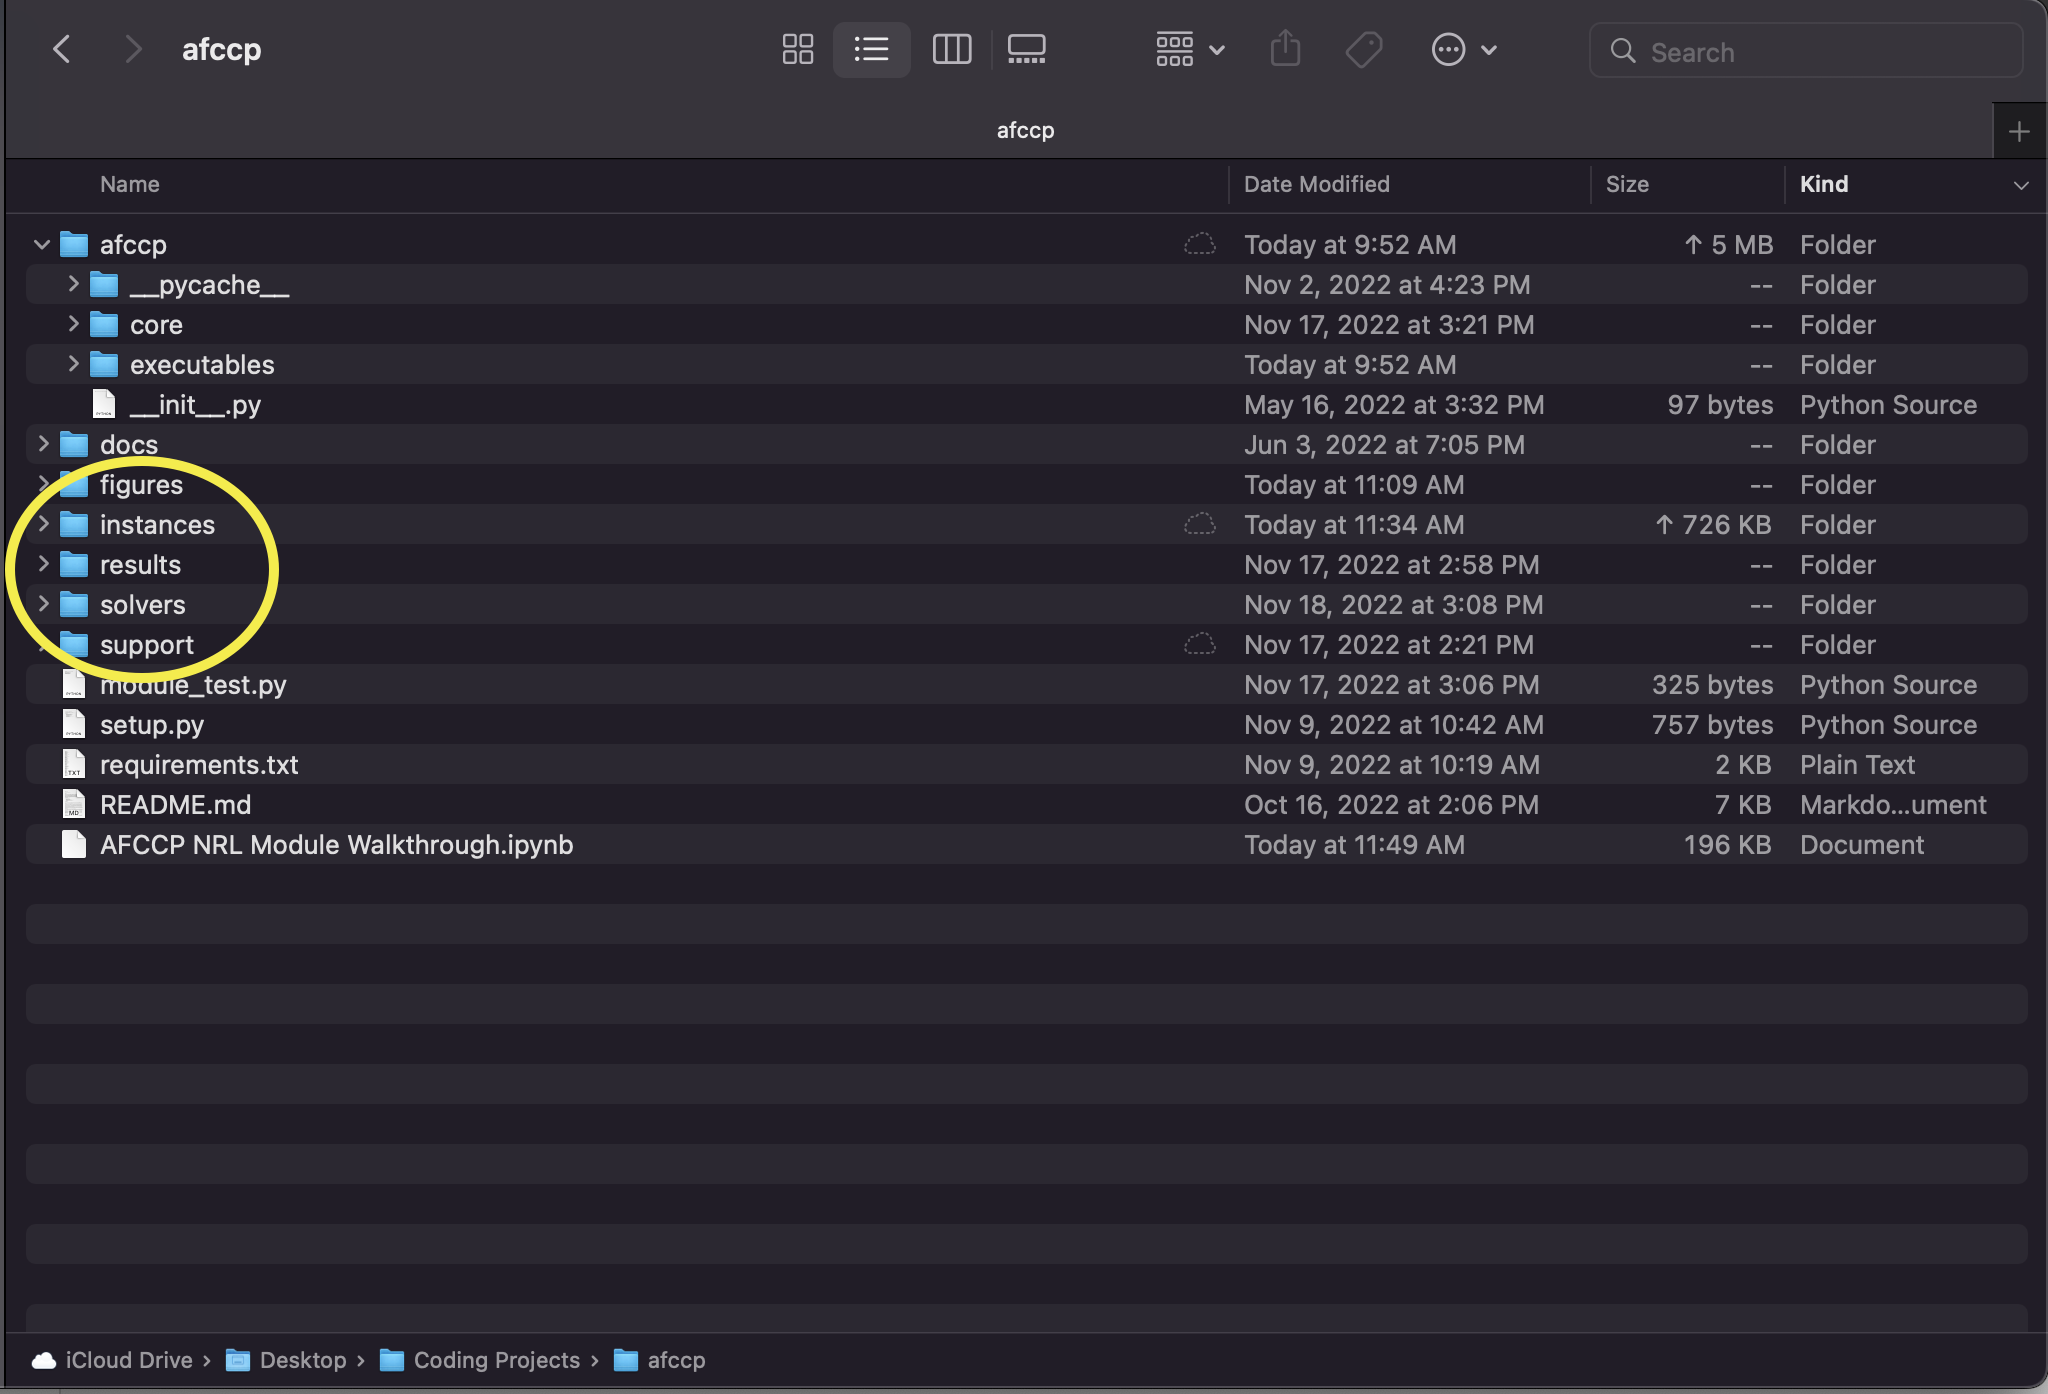 afccp
Search
afccp
Name Date Modified Size Kind
afccp Today at 9:52 AM ↑ 5 MB Folder
__pycache__ Nov 2, 2022 at 4:23 PM -- Folder
core Nov 17, 2022 at 3:21 PM -- Folder
executables Today at 9:52 AM -- Folder
__init__.py May 16, 2022 at 3:32 PM 97 bytes Python Source
docs Jun 3, 2022 at 7:05 PM -- Folder
figures Today at 11:09 AM -- Folder
instances Today at 11:34 AM ↑ 726 KB Folder
results Nov 17, 2022 at 2:58 PM -- Folder
solvers Nov 18, 2022 at 3:08 PM -- Folder
support Nov 17, 2022 at 2:21 PM -- Folder
module_test.py Nov 17, 2022 at 3:06 PM 325 bytes Python Source
setup.py Nov 9, 2022 at 10:42 AM 757 bytes Python Source
requirements.txt Nov 9, 2022 at 10:19 AM 2 KB Plain Text
README.md Oct 16, 2022 at 2:06 PM 7 KB Markdo...ument
AFCCP NRL Module Walkthrough.ipynb Today at 11:49 AM 196 KB Document
iCloud Drive › Desktop › Coding Projects › afccp